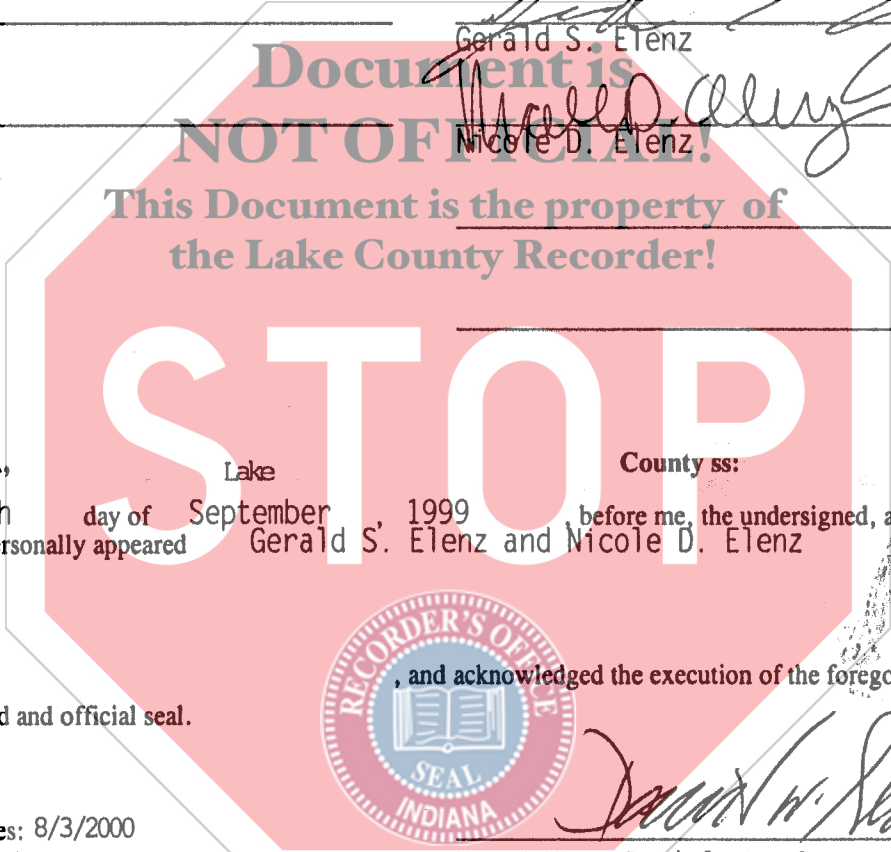 Gerald S. Elenz
Document is
NOT OFFICIAL!
Nicole D. Elenz
Nicole D. Elenz
This Document is the property of
the Lake County Recorder!
STOP
Lake County ss:
day of September , 1999 , before me, the undersigned, a
rsonally appeared Gerald S. Elenz and Nicole D. Elenz
RECORDER'S OFFICE
, and acknowledged the execution of the forego
d and official seal.
SEAL
INDIANA
es: 8/3/2000